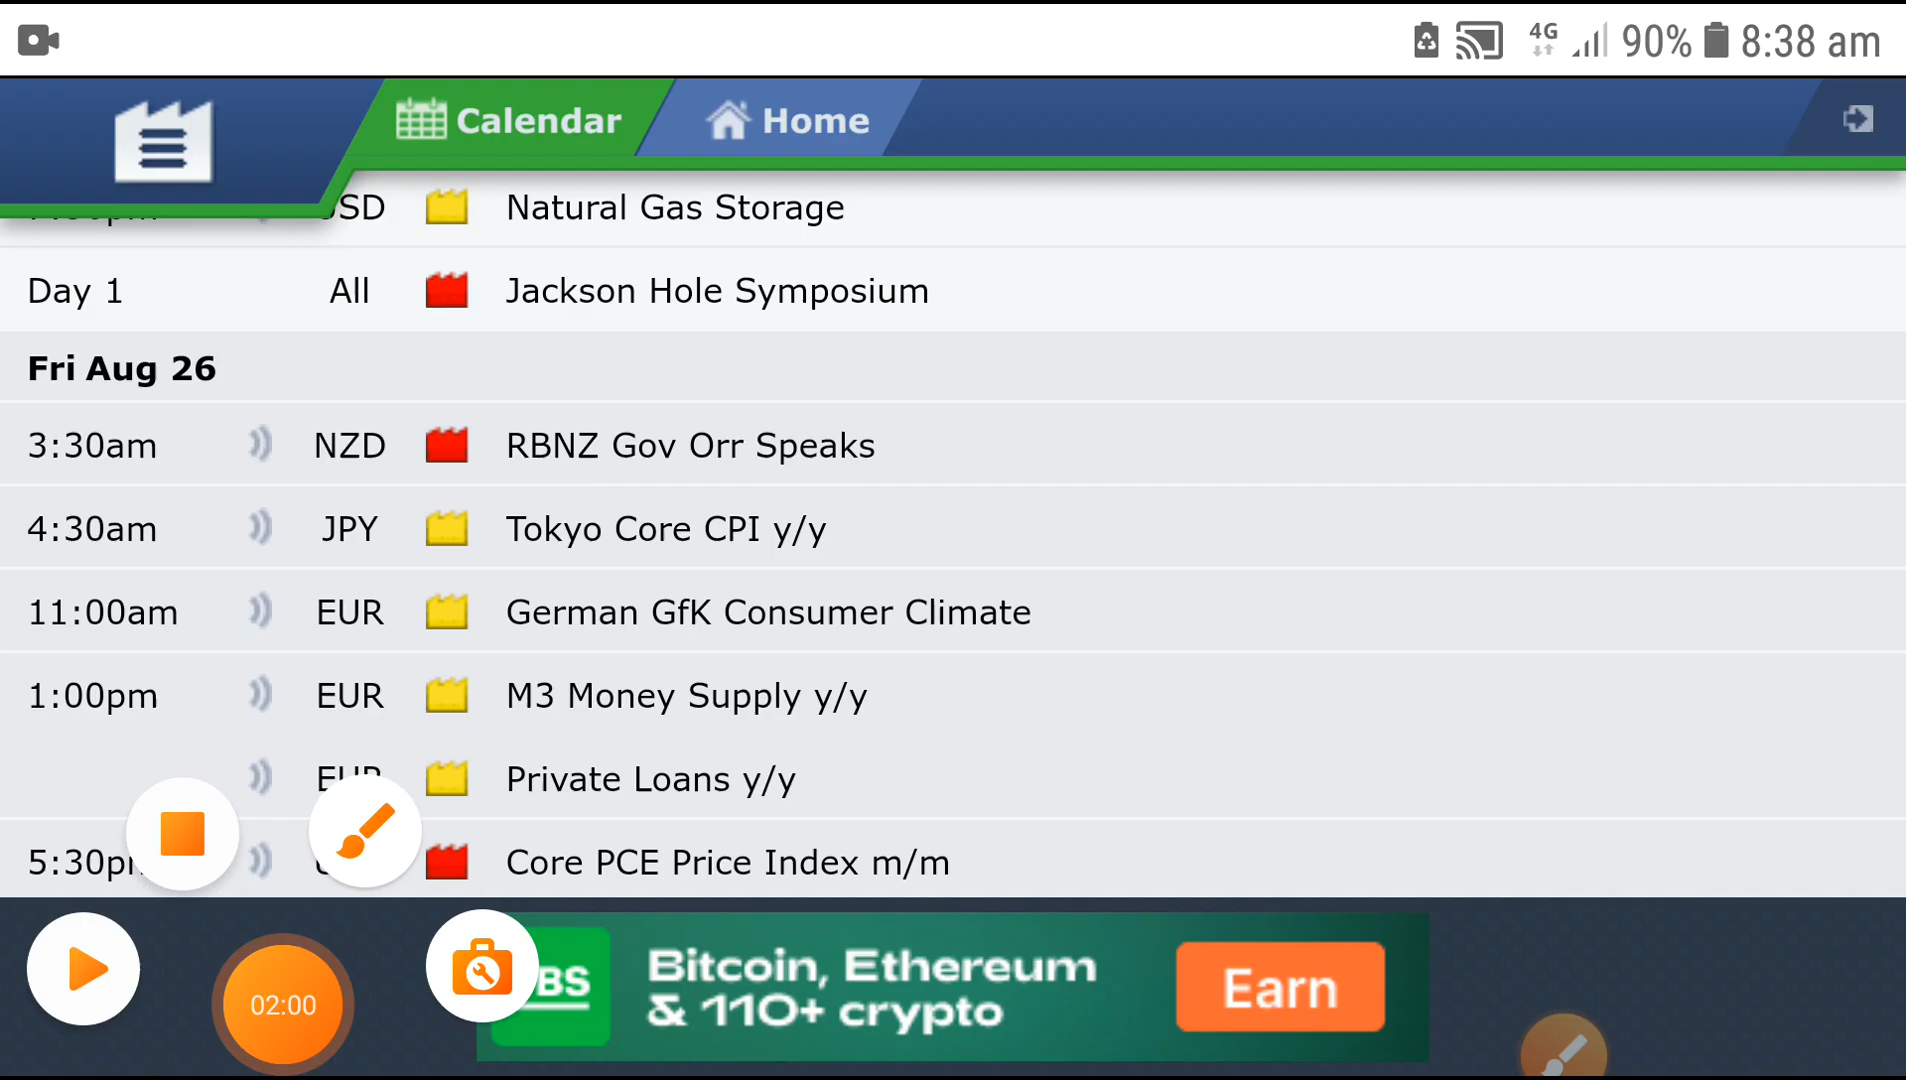 4G 90% 8:38 am
Calendar Home
Natural Gas Storage
Day 1 All Jackson Hole Symposium
Fri Aug 26
3:30am NZD RBNZ Gov Orr Speaks
4:30am JPY Tokyo Core CPI y/y
11:00am EUR German GfK Consumer Climate
1:00pm EUR M3 Money Supply y/y
EUR Private Loans y/y
Core PCE Price Index m/m
Bitcoin, Ethereum
& 110+ crypto
Earn
02:00